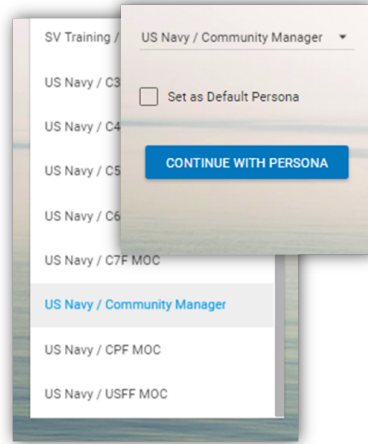 SV Training /
US Navy / C3
US Navy / C4
US Navy / C5
US Navy / C6
US Navy / C7F MOC
US Navy / Community Manager
US Navy / CPF MOC
US Navy / USFF MOC
US Navy / Community Manager
Set as Default Persona
CONTINUE WITH PERSONA